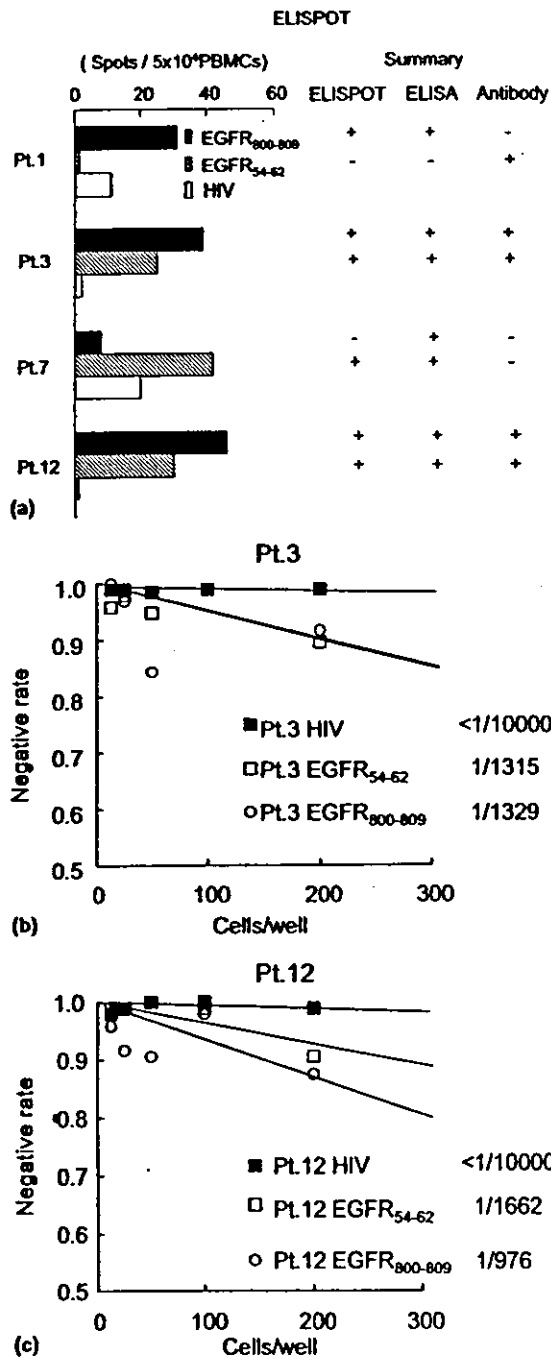 ELISPOT
( Spots / 5x10⁴PBMCs)
Summary
0 20 40 60
ELISPOT ELISA Antibody
Pt.1
EGFR₈₀₀₋₈₀₉
EGFR₅₄₋₆₂
HIV
+ + -
- - +
Pt.3
+ + +
+ + +
Pt.7
- + -
+ + -
Pt.12
+ + +
+ + +
(a)
Pt.3
Negative rate
1.0
0.9
0.8
0.7
0.6
0.5
Pt.3 HIV <1/10000
Pt.3 EGFR₅₄₋₆₂ 1/1315
Pt.3 EGFR₈₀₀₋₈₀₉ 1/1329
0 100 200 300
(b)
Cells/well
Pt.12
Negative rate
1.0
0.9
0.8
0.7
0.6
0.5
Pt.12 HIV <1/10000
Pt.12 EGFR₅₄₋₆₂ 1/1662
Pt.12 EGFR₈₀₀₋₈₀₉ 1/976
0 100 200 300
(c)
Cells/well